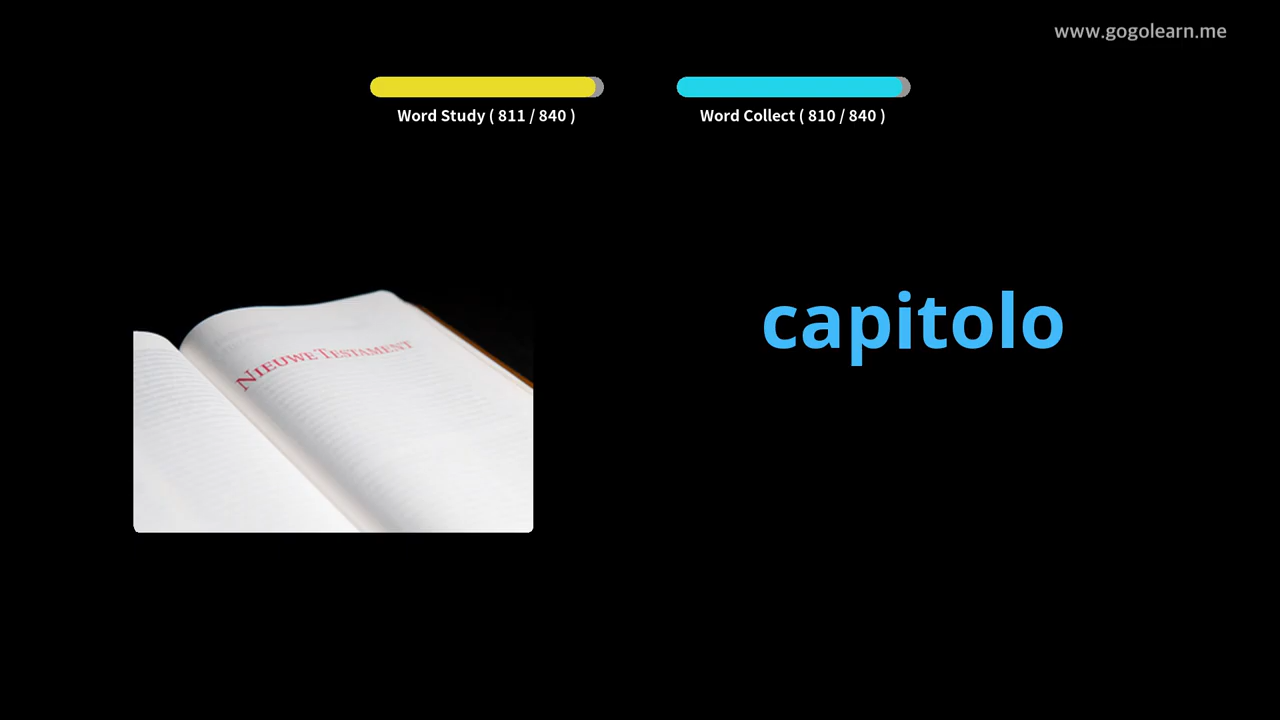 www.gogolearn.me
Word Study ( 811 / 840 )
Word Collect ( 810 / 840 )
capitolo
NIEUWE TESTAMENT